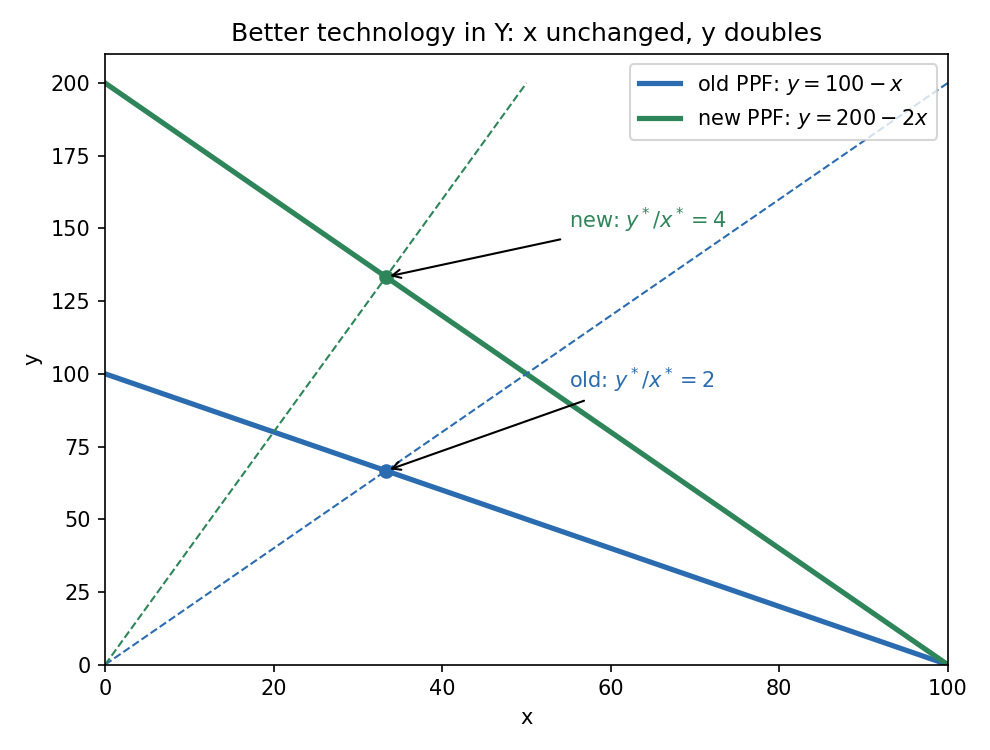 Better technology in Y: x unchanged, y doubles
old PPF: y = 100 − x
new PPF: y = 200 − 2x
200
175
150
125
100
75
50
25
0
y
new: y*/x* = 4
old: y*/x* = 2
0 20 40 60 80 100
x